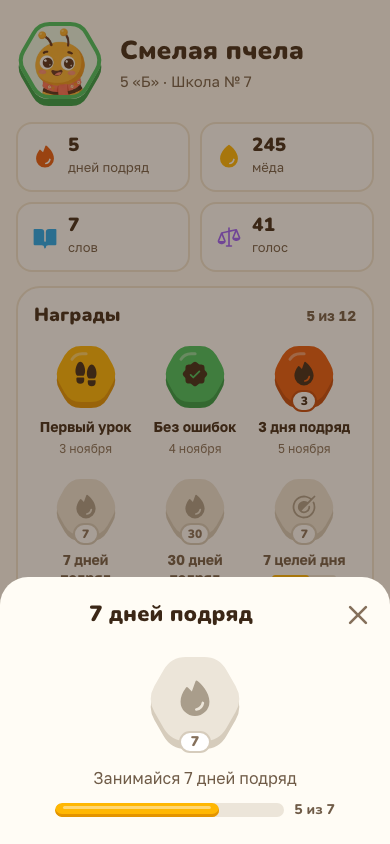 Смелая пчела
5 «Б» · Школа № 7
5
дней подряд
245
мёда
7
слов
41
голос
Награды
5 из 12
3
Первый урок
Без ошибок
3 дня подряд
3 ноября
4 ноября
5 ноября
7
30
7
7 дней
30 дней
7 целей дня
подряд
подряд
7 дней подряд
7
Занимайся 7 дней подряд
5 из 7